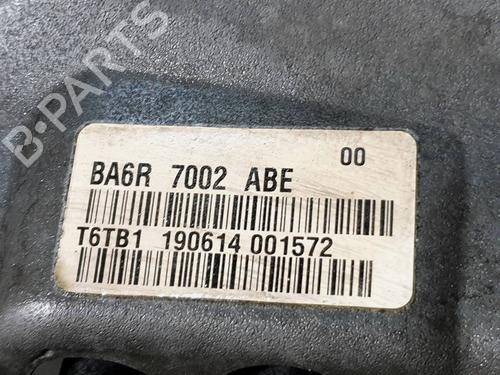 B-PARTS
00
BA6R 7002 ABE
T6TB1 190614 001572